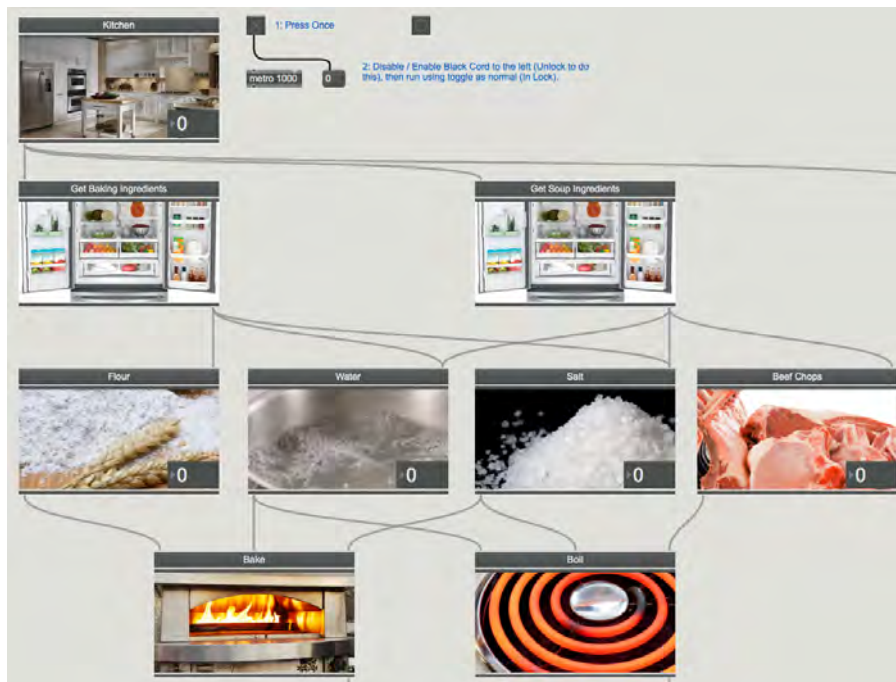 Kitchen
1: Press Once
metro 1000
0
2: Disable / Enable Black Cord to the left (Unlock to do
this), then run using toggle as normal (In Lock).
0
Get Baking Ingredients
Get Soup Ingredients
Flour
Water
Salt
Beef Chops
0
0
0
0
Bake
Boil